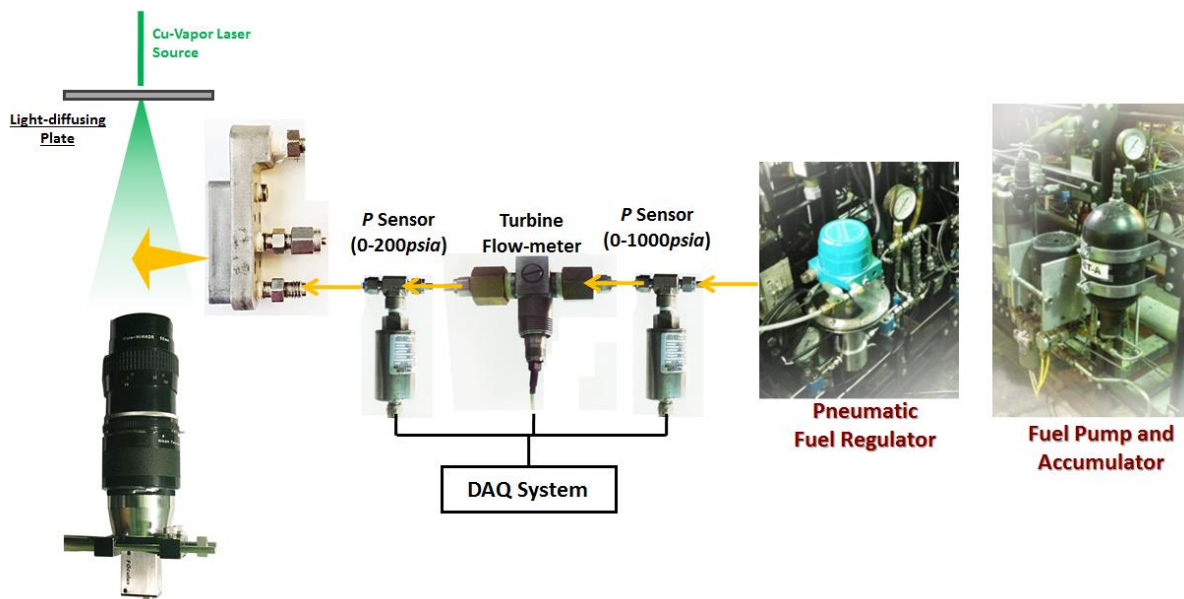 Cu-Vapor Laser
Source
Light-diffusing
Plate
P Sensor
(0-200psia)
Turbine
Flow-meter
P Sensor
(0-1000psia)
DAQ System
Pneumatic
Fuel Regulator
Fuel Pump and
Accumulator